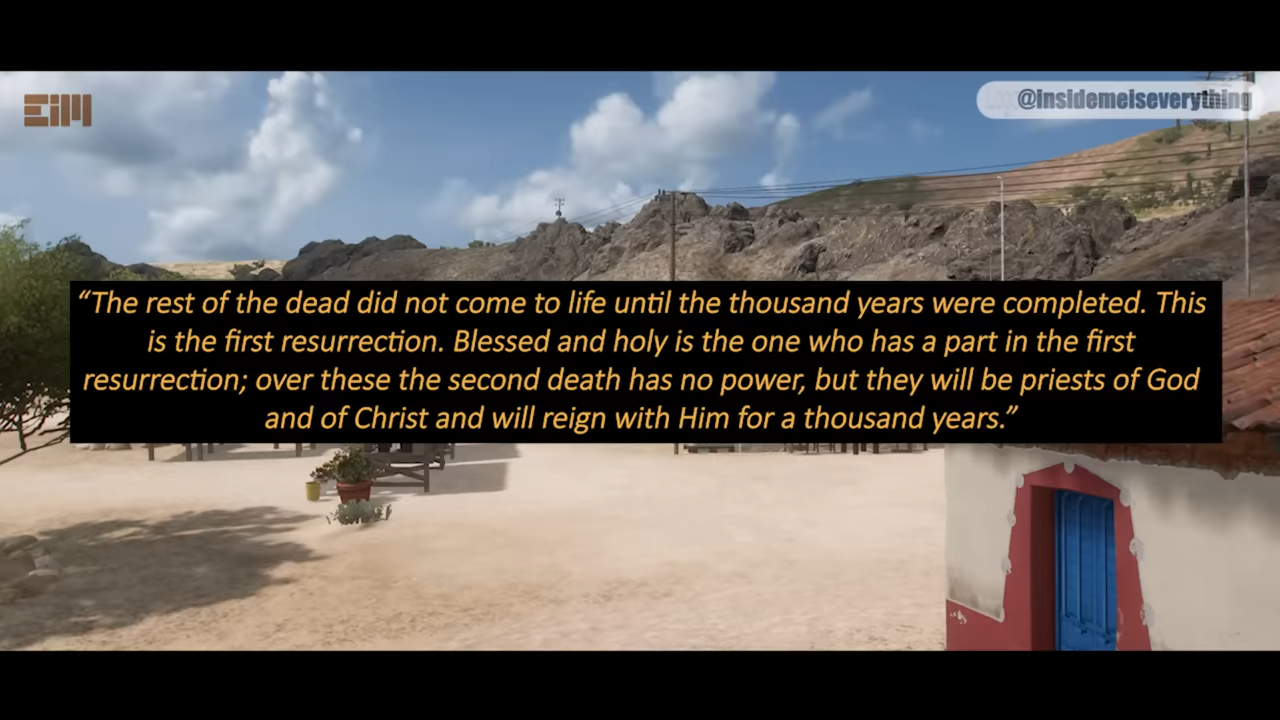 EiM
@insidemeiseverything
“The rest of the dead did not come to life until the thousand years were completed. This
is the first resurrection. Blessed and holy is the one who has a part in the first
resurrection; over these the second death has no power, but they will be priests of God
and of Christ and will reign with Him for a thousand years.”